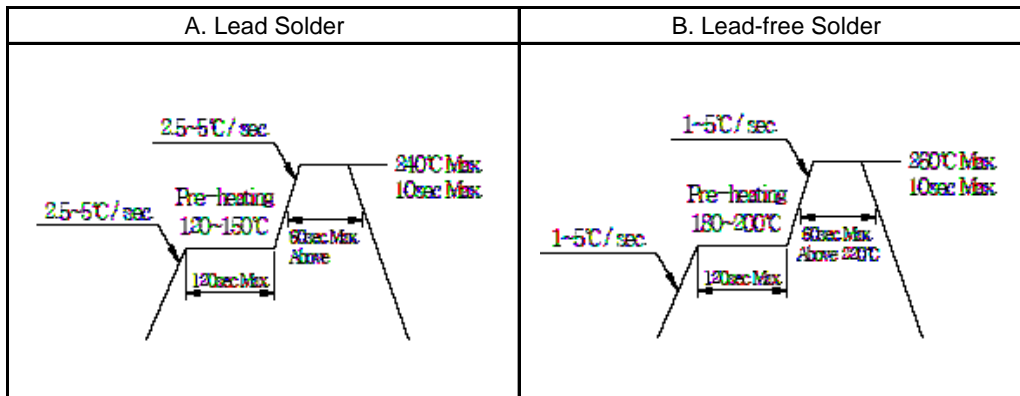 A. Lead Solder
2.5~5℃/ sec.
2.5~5℃/ sec.
Pre-heating
120~150℃
120sec Max.
60sec Max.
Above
240℃ Max.
10sec Max.
B. Lead-free Solder
1~5℃/ sec.
1~5℃/ sec.
Pre-heating
180~200℃
120sec Max.
60sec Max.
Above 220℃
260℃ Max.
10sec Max.